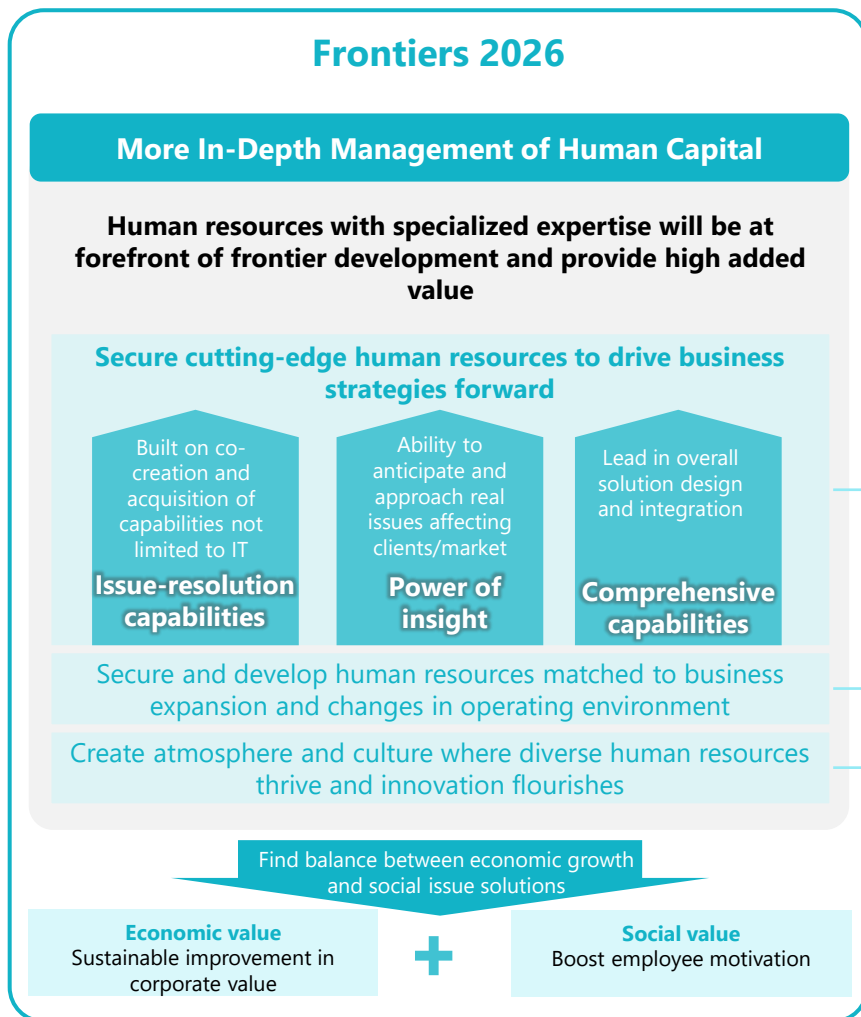 Frontiers 2026
More In-Depth Management of Human Capital
Human resources with specialized expertise will be at
forefront of frontier development and provide high added
value
Secure cutting-edge human resources to drive business
strategies forward
Built on co-
creation and
acquisition of
capabilities not
limited to IT
Issue-resolution
capabilities
Ability to
anticipate and
approach real
issues affecting
clients/market
Power of
insight
Lead in overall
solution design
and integration
Comprehensive
capabilities
Secure and develop human resources matched to business
expansion and changes in operating environment
Create atmosphere and culture where diverse human resources
thrive and innovation flourishes
Find balance between economic growth
and social issue solutions
Economic value
Sustainable improvement in
corporate value
+
Social value
Boost employee motivation